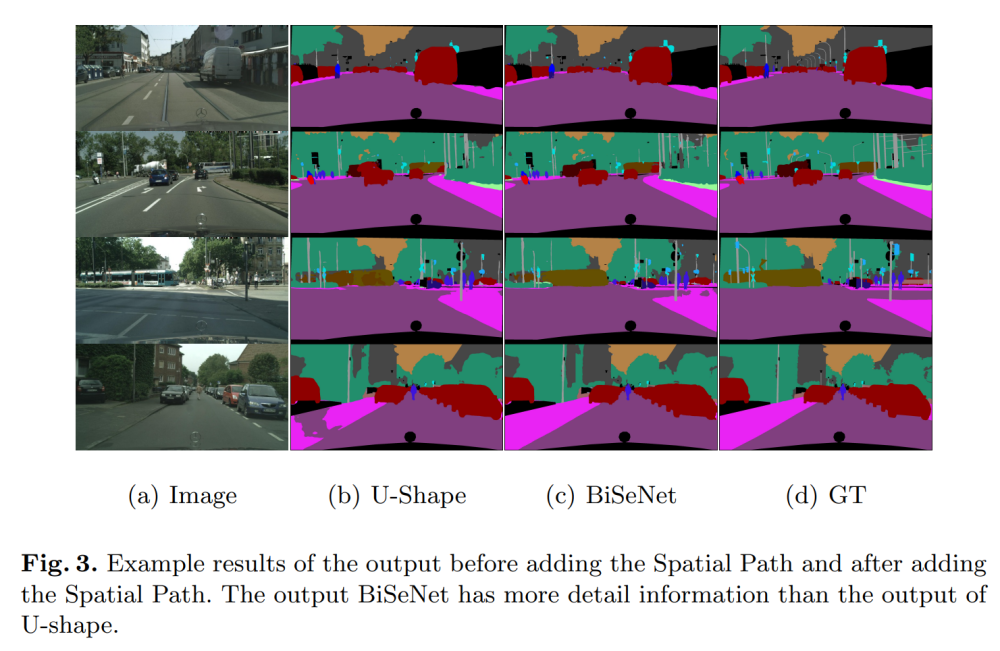 (a) Image (b) U-Shape (c) BiSeNet (d) GT
Fig. 3. Example results of the output before adding the Spatial Path and after adding
the Spatial Path. The output BiSeNet has more detail information than the output of
U-shape.